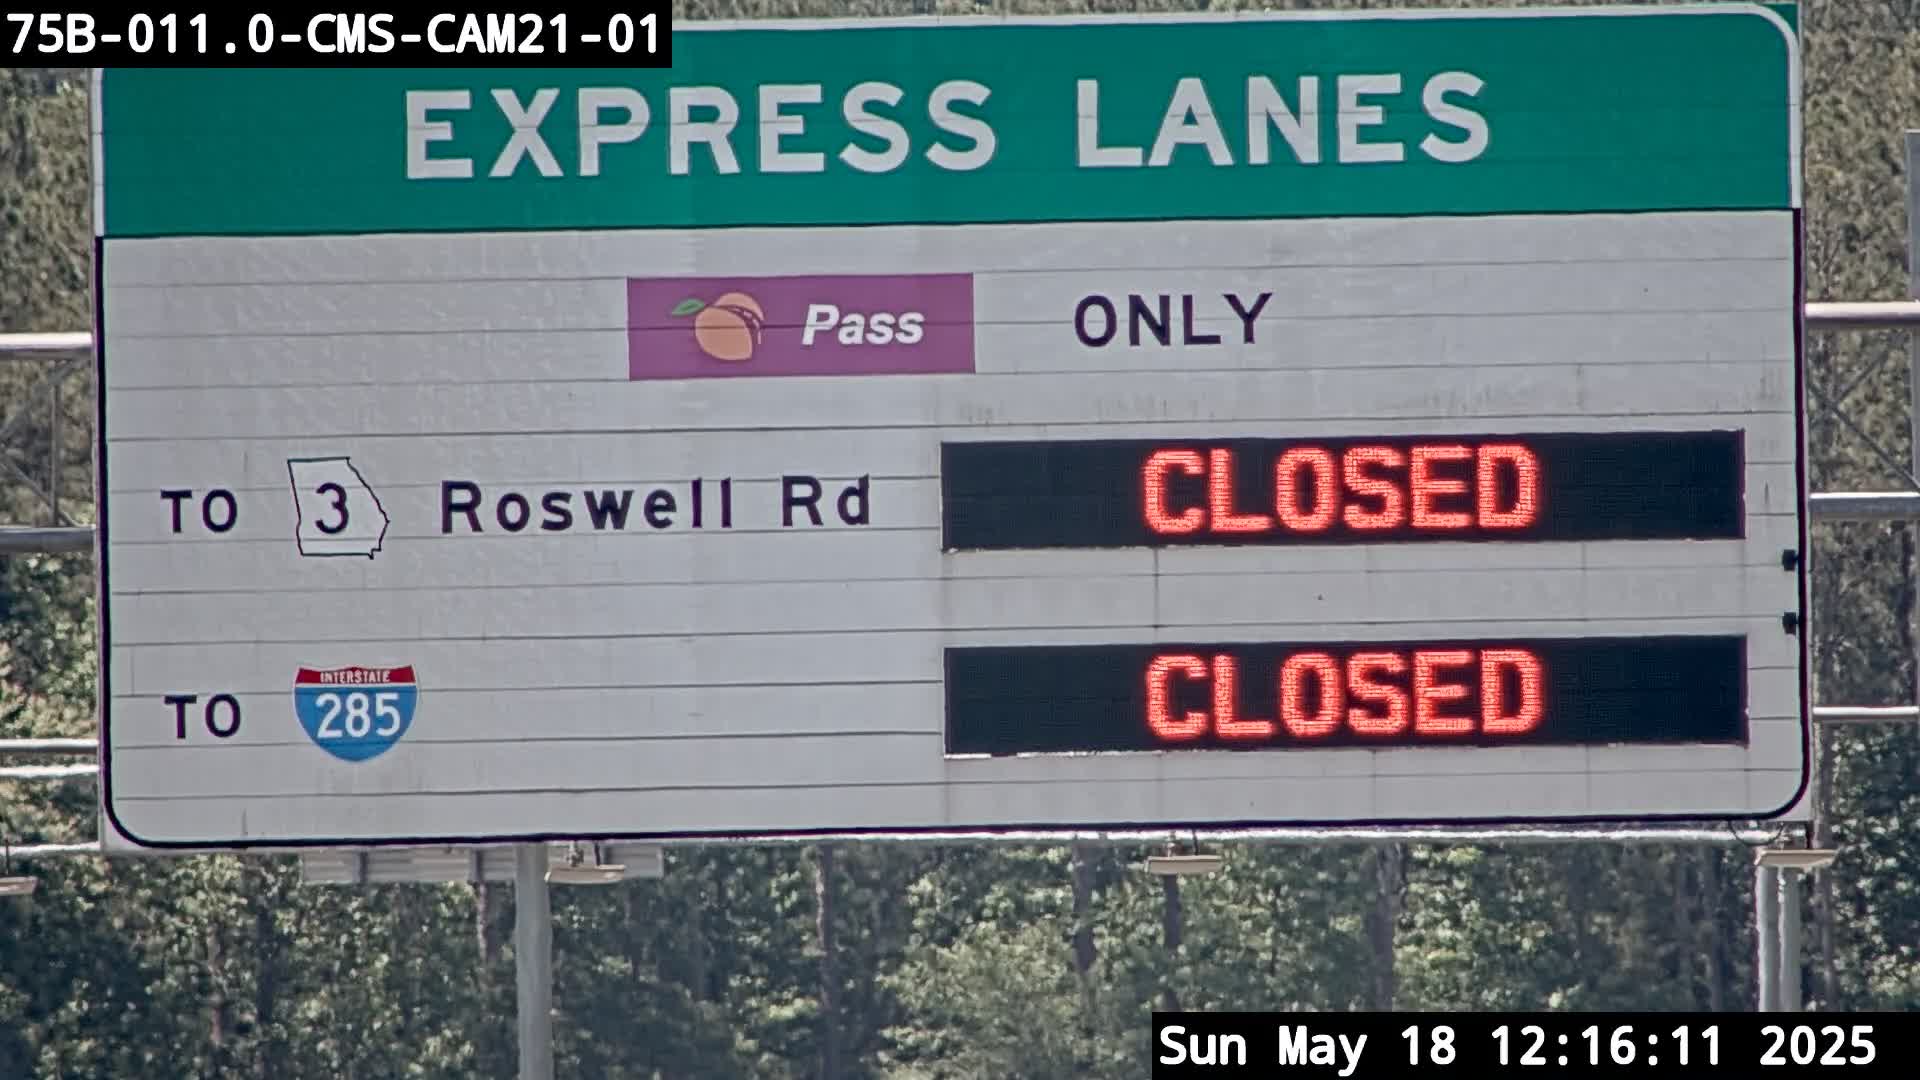 75B-011.0-CMS-CAM21-01
EXPRESS LANES
Pass ONLY
TO 3 Roswell Rd CLOSED
TO INTERSTATE 285 CLOSED
Sun May 18 12:16:11 2025